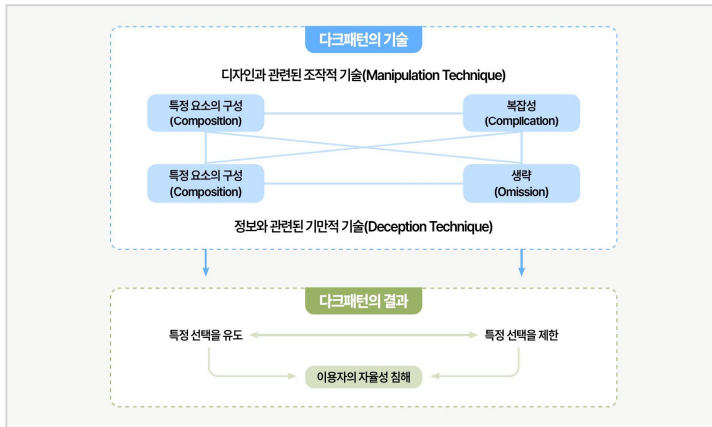 다크패턴의 기술
디자인과 관련된 조작적 기술(Manipulation Technique)
특정 요소의 구성
(Composition)
복잡성
(Complication)
특정 요소의 구성
(Composition)
생략
(Omission)
정보와 관련된 기만적 기술(Deception Technique)
다크패턴의 결과
특정 선택을 유도
특정 선택을 제한
이용자의 자율성 침해